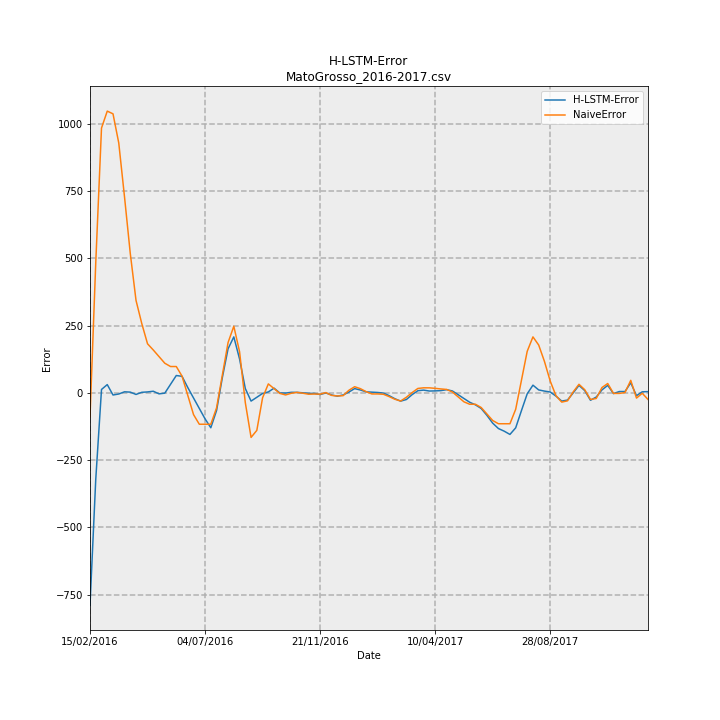 H-LSTM-Error
MatoGrosso_2016-2017.csv
H-LSTM-Error
NaiveError
1000
750
500
250
0
−250
−500
−750
Error
15/02/2016
04/07/2016
21/11/2016
10/04/2017
28/08/2017
Date